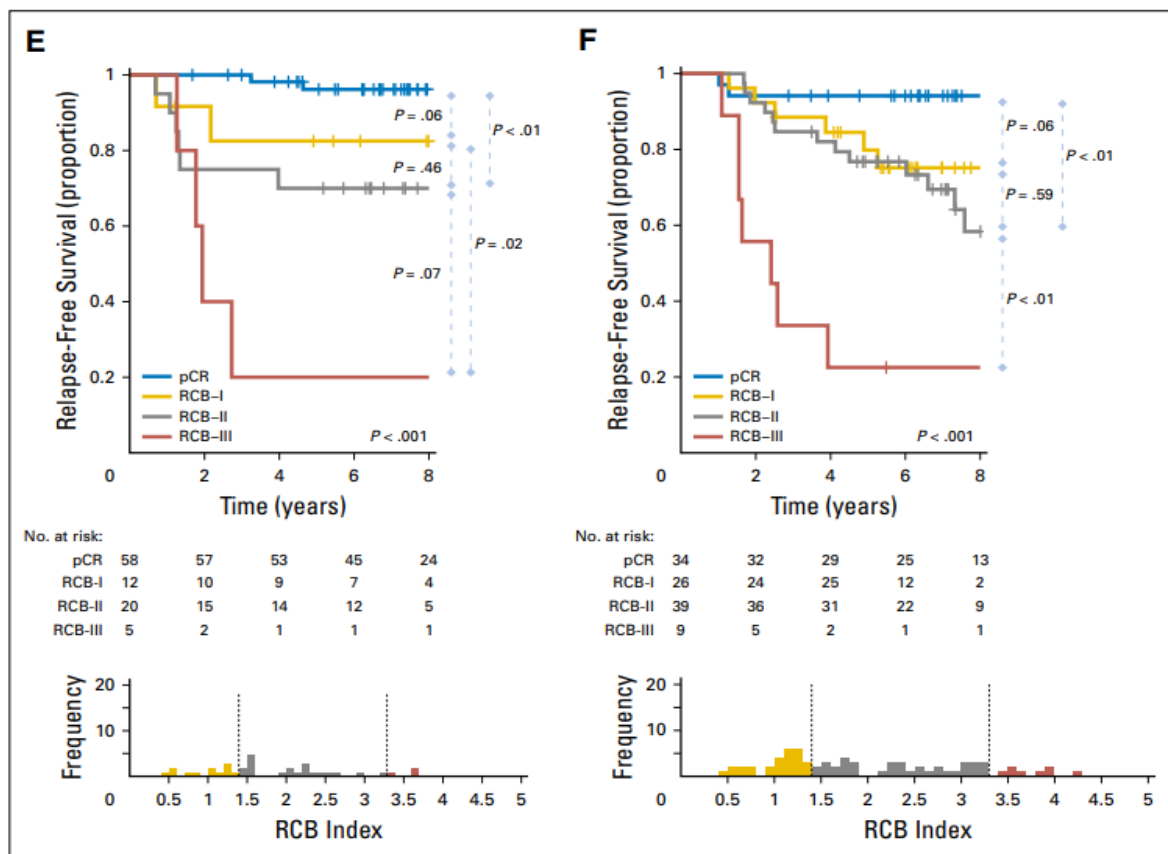 E
Relapse-Free Survival (proportion)
1
0.8
0.6
0.4
0.2
0
2
4
6
8
Time (years)
pCR
RCB–I
RCB–II
RCB–III
P < .001
P = .06
P < .01
P = .46
P = .02
P = .07
No. at risk:
pCR 58 57 53 45 24
RCB-I 12 10 9 7 4
RCB-II 20 15 14 12 5
RCB-III 5 2 1 1 1
Frequency
20
10
0 0.5 1 1.5 2 2.5 3 3.5 4 4.5 5
RCB Index
F
Relapse-Free Survival (proportion)
1
0.8
0.6
0.4
0.2
0
2
4
6
8
Time (years)
pCR
RCB–I
RCB–II
RCB–III
P < .001
P = .06
P < .01
P = .59
P < .01
No. at risk:
pCR 34 32 29 25 13
RCB-I 26 24 25 12 2
RCB-II 39 36 31 22 9
RCB-III 9 5 2 1 1
Frequency
20
10
0 0.5 1 1.5 2 2.5 3 3.5 4 4.5 5
RCB Index